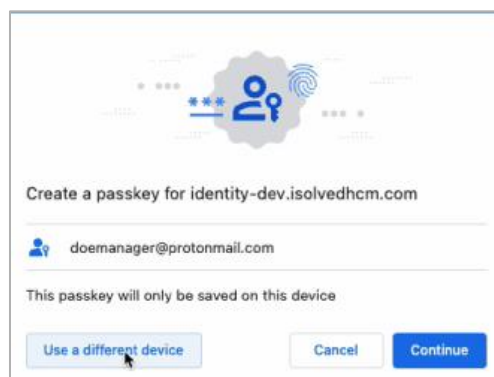 ***
Create a passkey for identity-dev.isolvedhcm.com
doemanager@protonmail.com
This passkey will only be saved on this device
Use a different device
Cancel
Continue